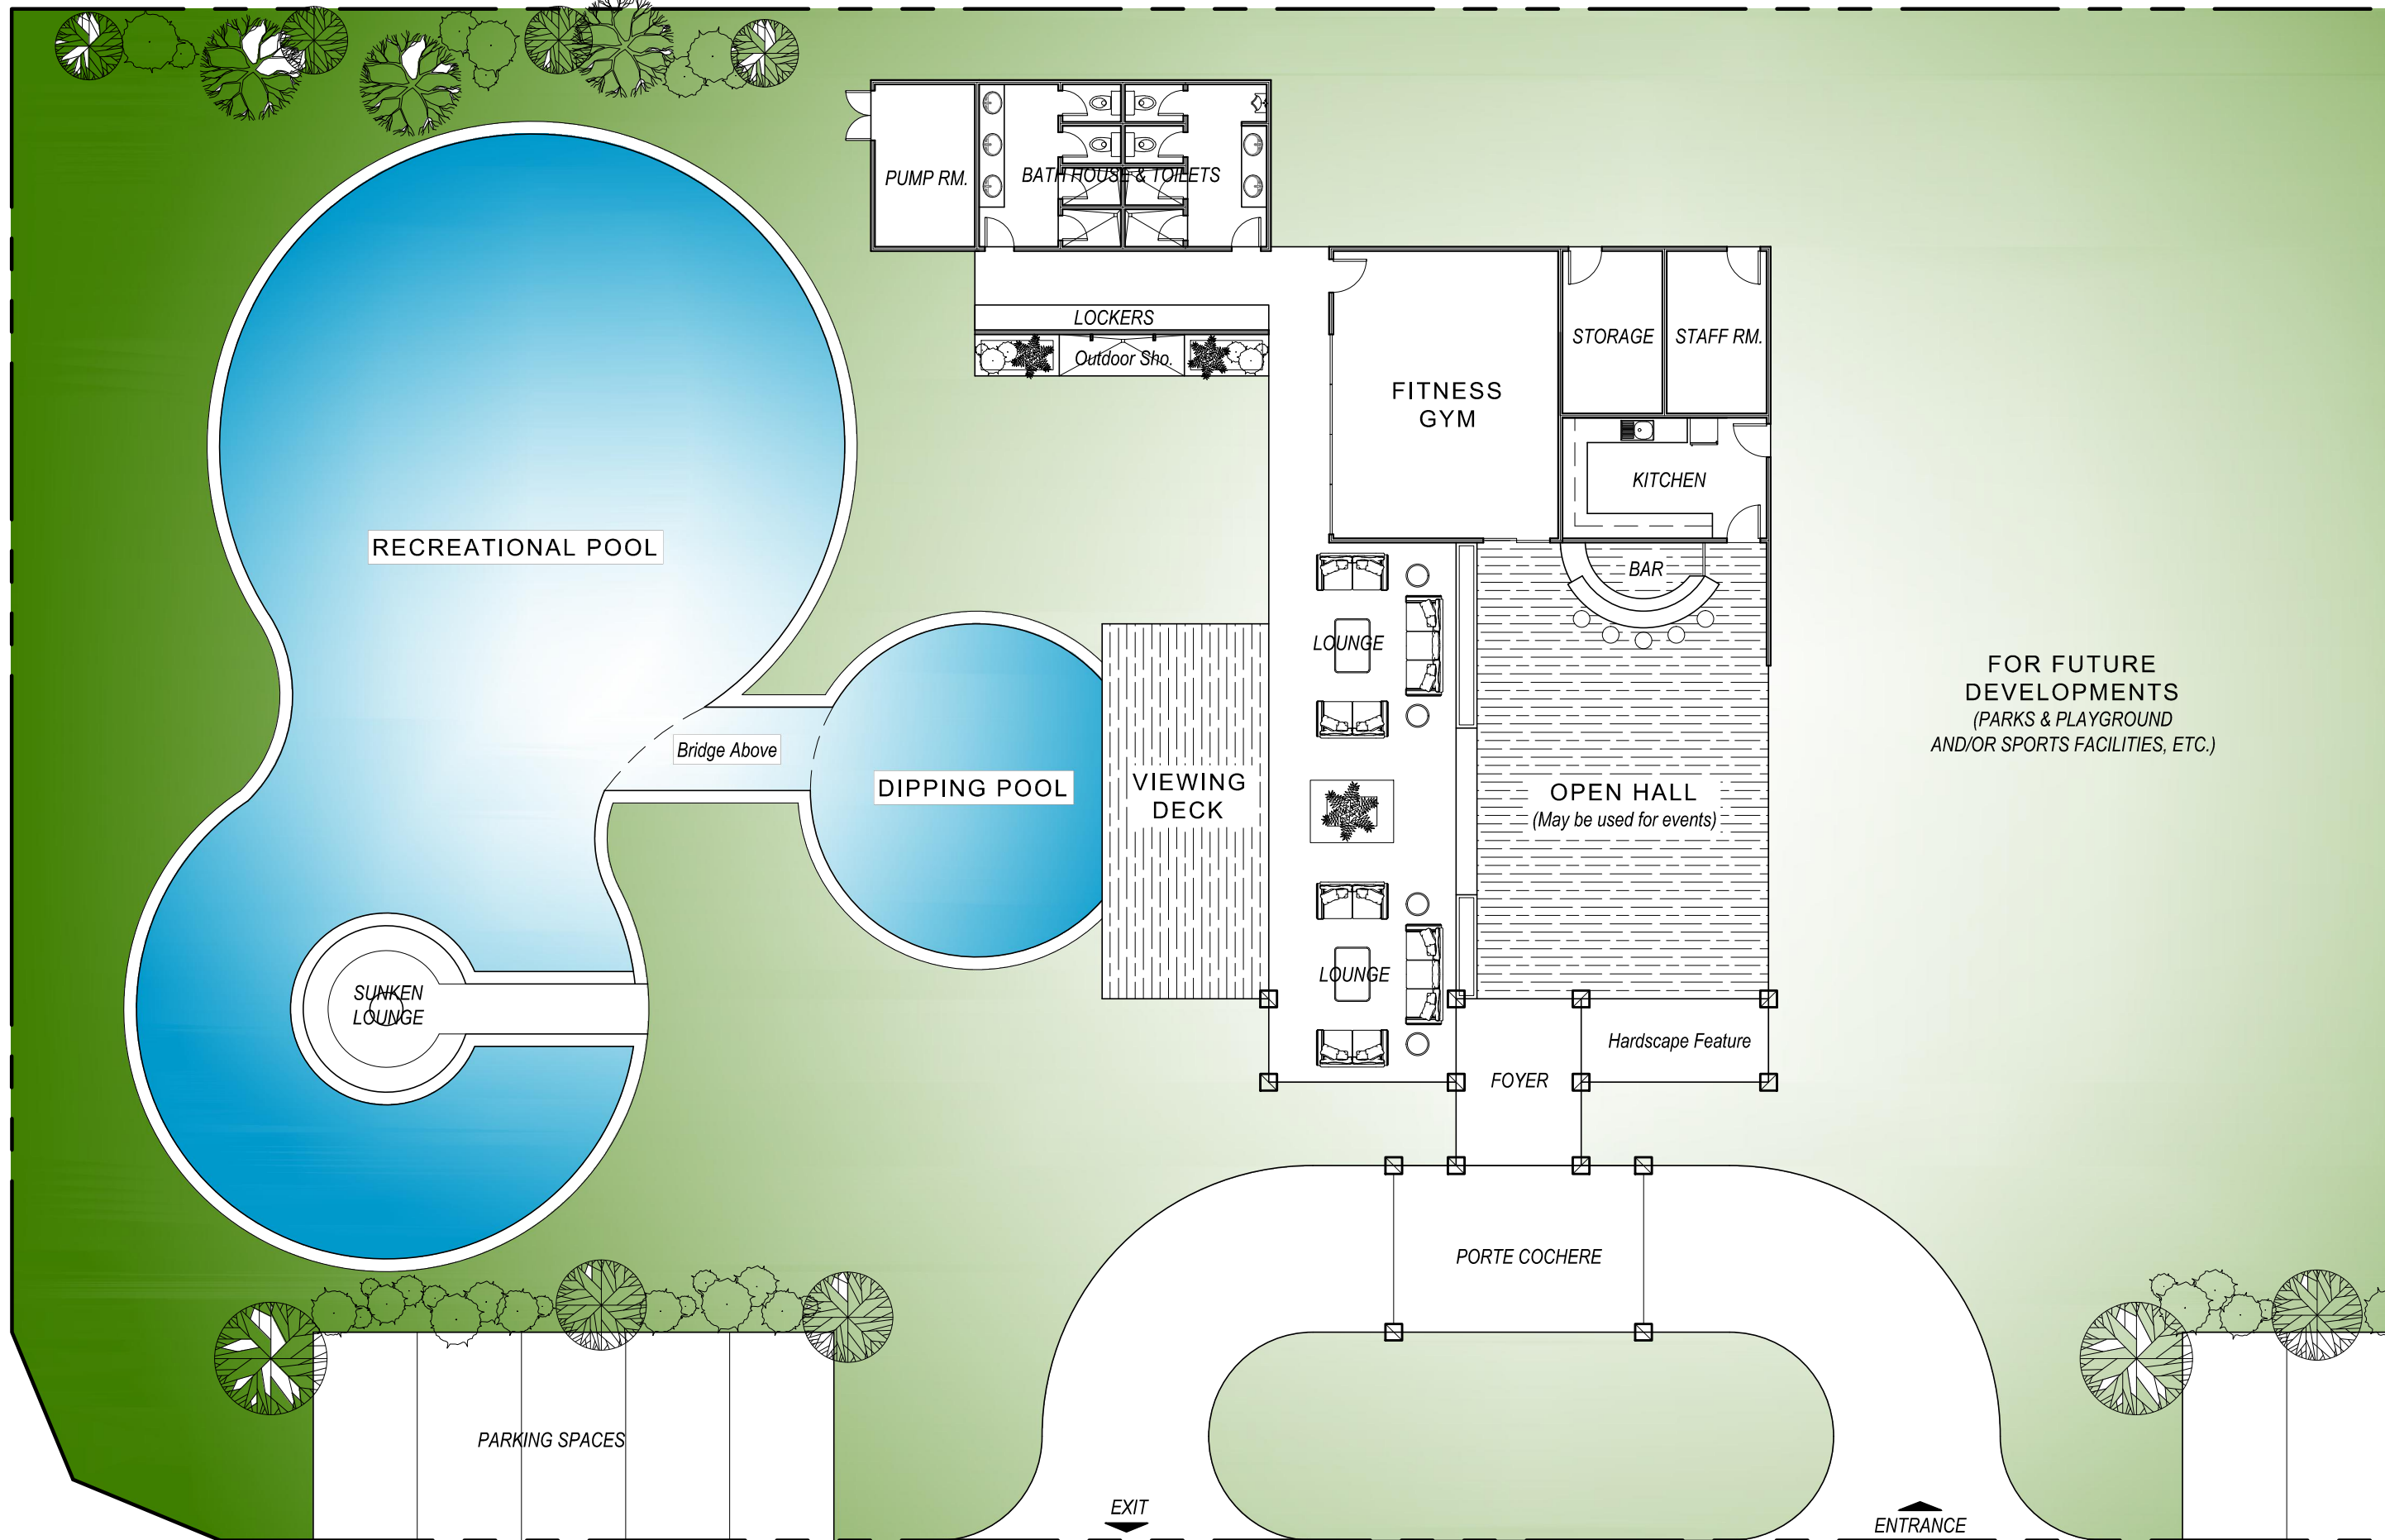 PUMP RM.
BATH HOUSE & TOILETS
LOCKERS
Outdoor Sho.
STORAGE
STAFF RM.
FITNESS
GYM
KITCHEN
RECREATIONAL POOL
BAR
LOUNGE
FOR FUTURE
DEVELOPMENTS
(PARKS & PLAYGROUND
AND/OR SPORTS FACILITIES, ETC.)
Bridge Above
DIPPING POOL
VIEWING
DECK
OPEN HALL
(May be used for events)
SUNKEN
LOUNGE
LOUNGE
Hardscape Feature
FOYER
PORTE COCHERE
PARKING SPACES
EXIT
ENTRANCE